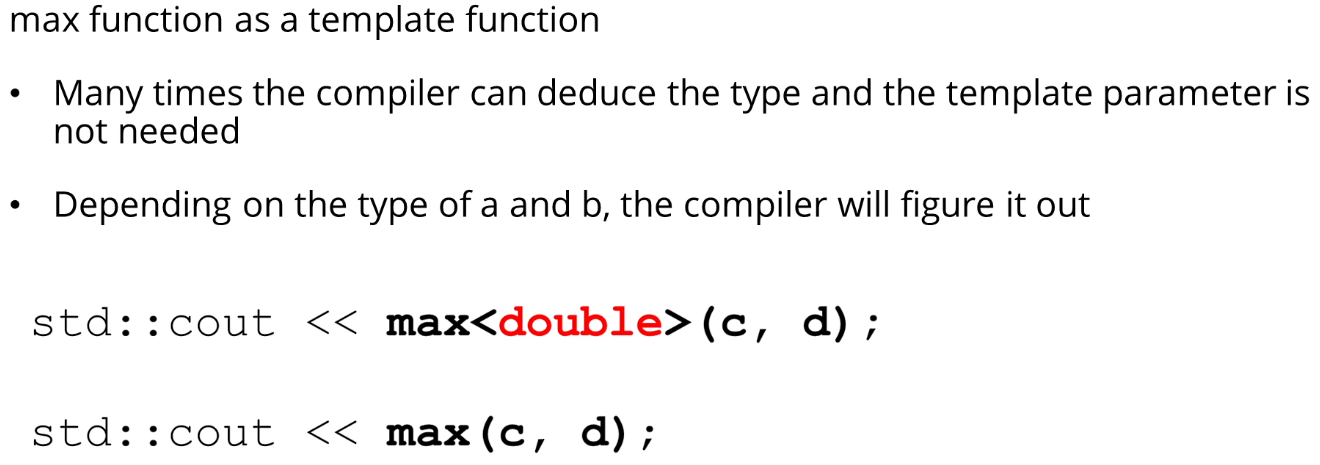 max function as a template function
• Many times the compiler can deduce the type and the template parameter is
not needed
• Depending on the type of a and b, the compiler will figure it out
std::cout << max<double>(c, d);
std::cout << max(c, d);